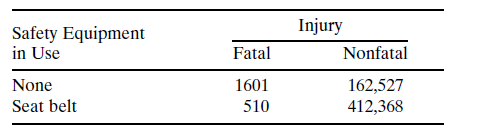 Safety Equipment
in Use
Injury
Fatal Nonfatal
None 1601 162,527
Seat belt 510 412,368